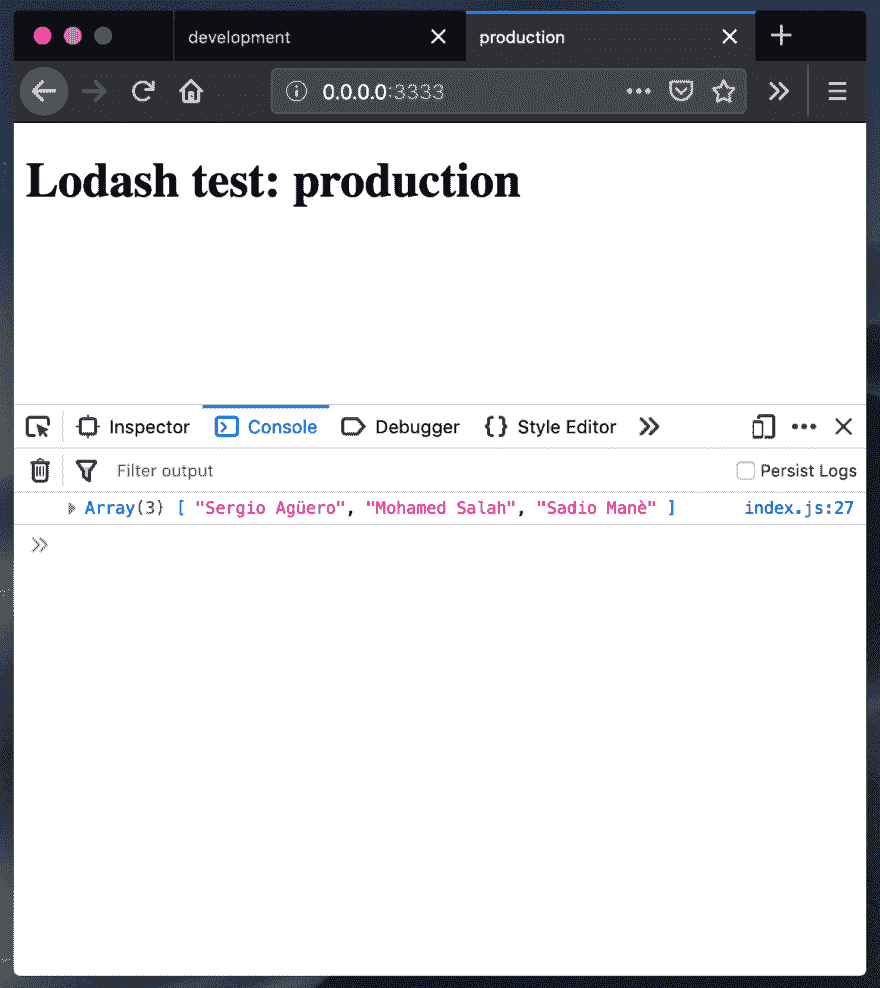 development
production
0.0.0.0:3333
Lodash test: production
Inspector
Console
Debugger
Style Editor
Filter output
Persist Logs
Array(3) [ "Sergio Agüero", "Mohamed Salah", "Sadio Manè" ]
index.js:27